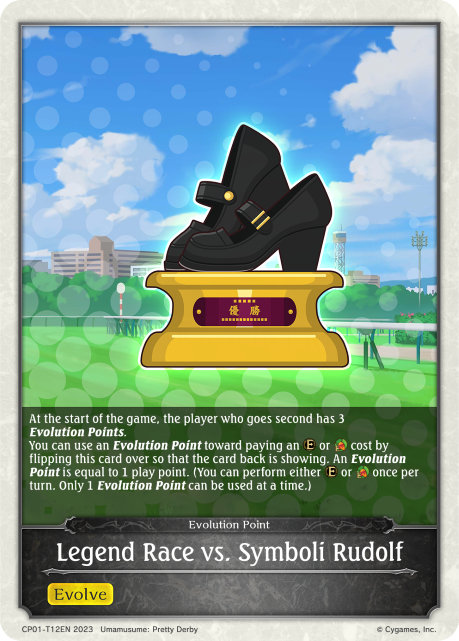 優勝
At the start of the game, the player who goes second has 3
Evolution Points.
You can use an Evolution Point toward paying an E or cost by
flipping this card over so that the card back is showing. An Evolution
Point is equal to 1 play point. (You can perform either E or once per
turn. Only 1 Evolution Point can be used at a time.)
Evolution Point
Legend Race vs. Symboli Rudolf
Evolve
CP01-T12EN 2023 Umamusume: Pretty Derby © Cygames, Inc.